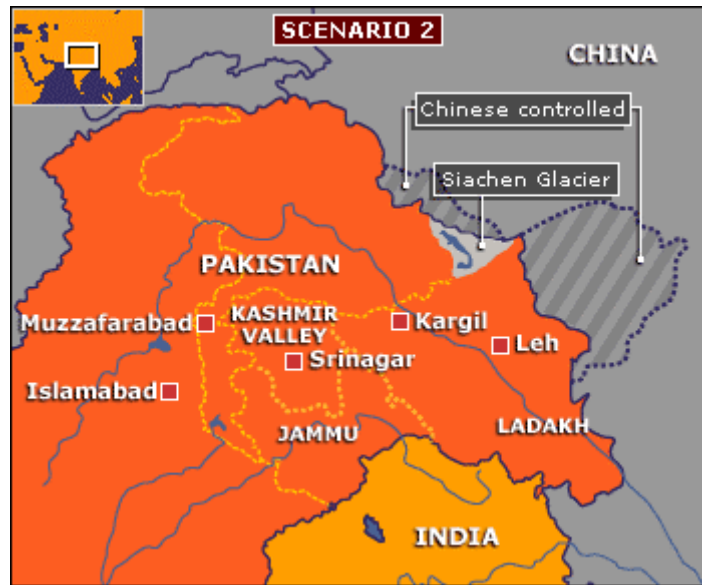 SCENARIO 2
CHINA
Chinese controlled
Siachen Glacier
PAKISTAN
KASHMIR
VALLEY
Muzzafarabad
Kargil
Srinagar
Leh
Islamabad
JAMMU
LADAKH
INDIA